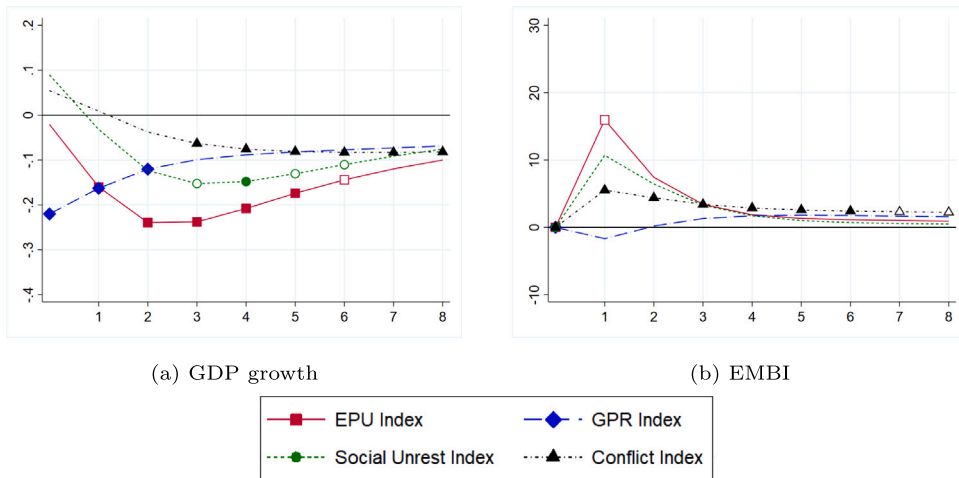 .2
.1
0
-.1
-.2
-.3
-.4
1 2 3 4 5 6 7 8
(a) GDP growth
30
20
10
0
-10
1 2 3 4 5 6 7 8
(b) EMBI
EPU Index GPR Index
Social Unrest Index Conflict Index